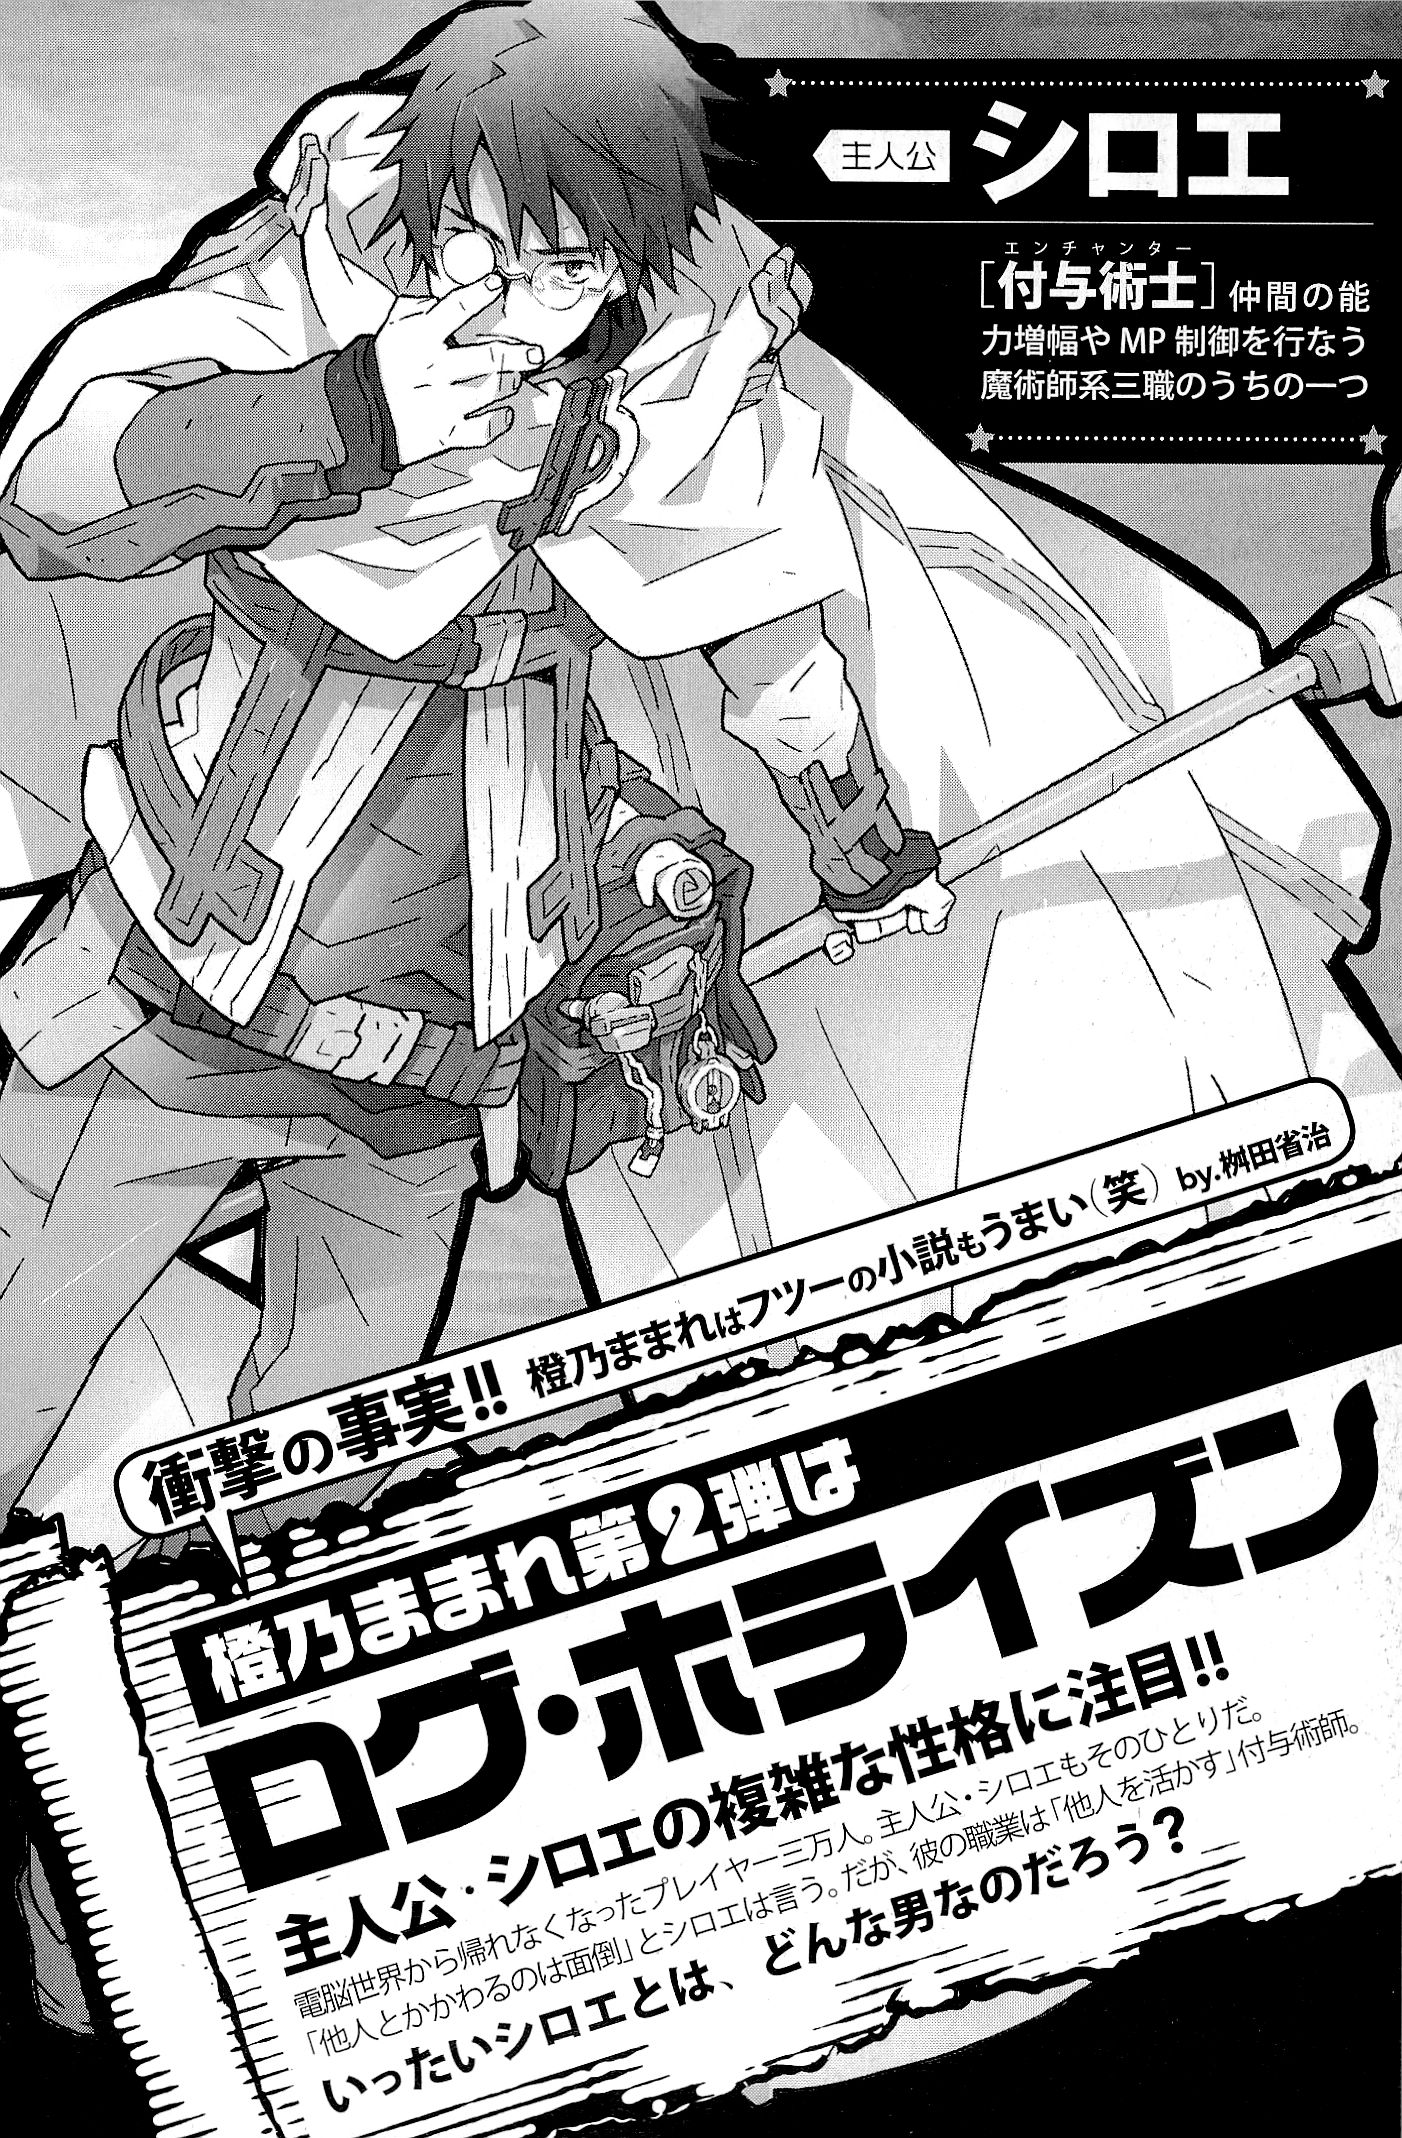 主人公 シロエ
エンチャンター
［付与術士］仲間の能
力増幅や MP 制御を行なう
魔術師系三職のうちの一つ
衝撃の事実!! 橙乃ままれはフツーの小説もうまい（笑） by.桝田省治
橙乃ままれ第2弾は
ログ・ホライズン
主人公・シロエの複雑な性格に注目!!
電脳世界から帰れなくなったプレイヤー三万人。主人公・シロエもそのひとりだ。
「他人とかかわるのは面倒」とシロエは言う。だが、彼の職業は「他人を活かす」付与術師。
いったいシロエとは、どんな男なのだろう？